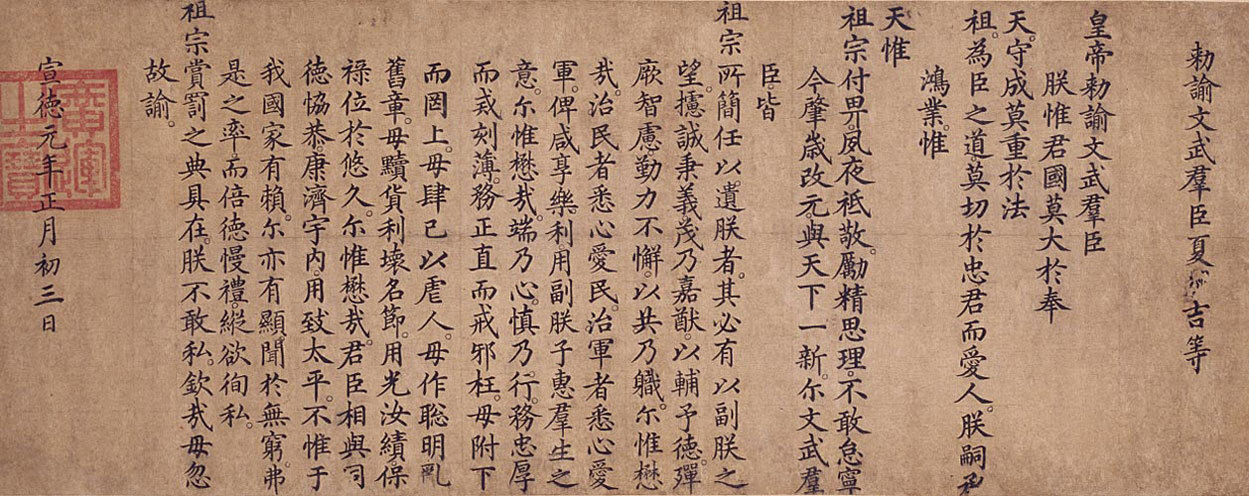 勑諭文武羣臣夏原吉等
皇帝勑諭文武羣臣
朕惟君國莫大於奉
天。守成莫重於法
祖。為臣之道。莫切於忠君而愛人。朕嗣承
鴻業。惟
天惟
祖宗付畀。夙夜祗敬。勵精思理。不敢怠寧
今肇歲改元。與天下一新。尒文武羣
臣。皆
祖宗所簡任以遺朕者。其必有以副朕之
望。攄誠秉義。茂乃嘉猷。以輔予德。殫
厥智慮。勤力不懈。以共乃職。尒惟懋
㦲。治民者悉心愛民。治軍者悉心愛
軍。俾咸享樂利。用副朕子惠羣生之
意。尒惟懋㦲。端乃心。慎乃行。務忠厚
而戒刻薄。務正直而戒邪枉。毋附下
而罔上。毋肆己以虐人。毋作聰明亂
舊章。毋黷貨利壞名節。用光汝績。保
祿位於悠久。尒惟懋㦲。君臣相與。同
德恊恭。康濟宇内。用致太平。不惟于
我國家有賴。尒亦有顯聞於無窮。弗
是之率。而倍德慢禮。縱欲徇私。
祖宗賞罰之典具在。朕不敢私。欽㦲毋忽
故諭。
宣德元年正月初三日
廣運之寶